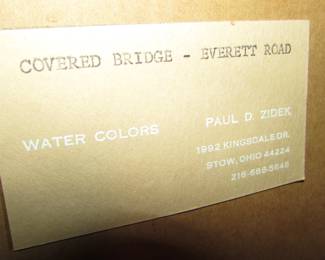 COVERED BRIDGE - EVERETT ROAD
WATER COLORS
PAUL D. ZIDEK
1992 KINGSDALE DR.
STOW, OHIO 44224
216-688-5648